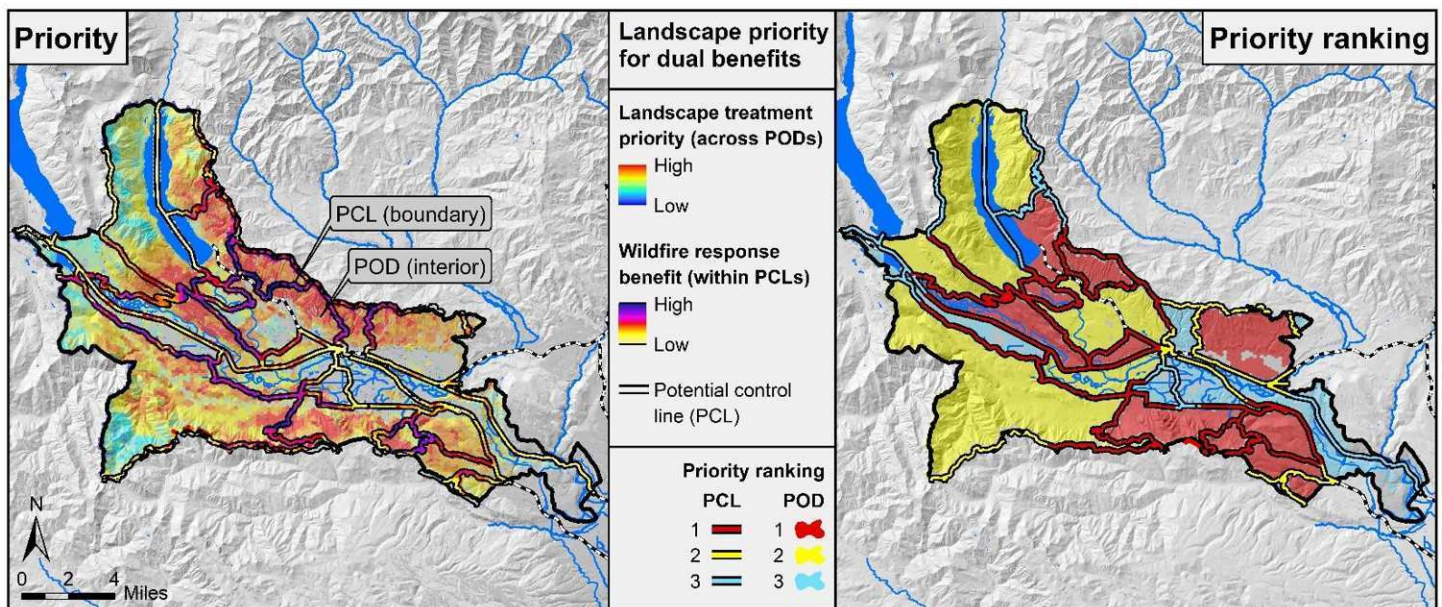 Priority
PCL (boundary)
POD (interior)
N
0 2 4
Miles
Landscape priority
for dual benefits
Landscape treatment
priority (across PODs)
High
Low
Wildfire response
benefit (within PCLs)
High
Low
Potential control
line (PCL)
Priority ranking
PCL POD
1 1
2 2
3 3
Priority ranking